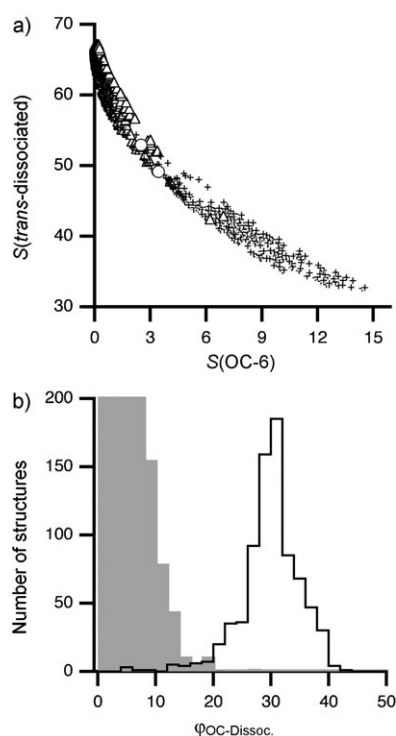 a)
70
60
50
40
30
S(trans-dissociated)
0 3 6 9 12 15
S(OC-6)
b)
200
150
100
50
0
Number of structures
0 10 20 30 40 50
φOC-Dissoc.